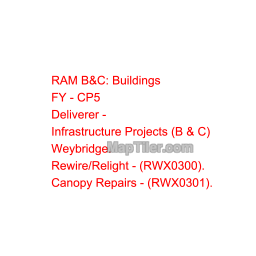 RAM B&C: Buildings
FY - CP5
Deliverer -
Infrastructure Projects (B & C)
Weybridge:
MapTiler.com
Rewire/Relight - (RWX0300).
Canopy Repairs - (RWX0301).